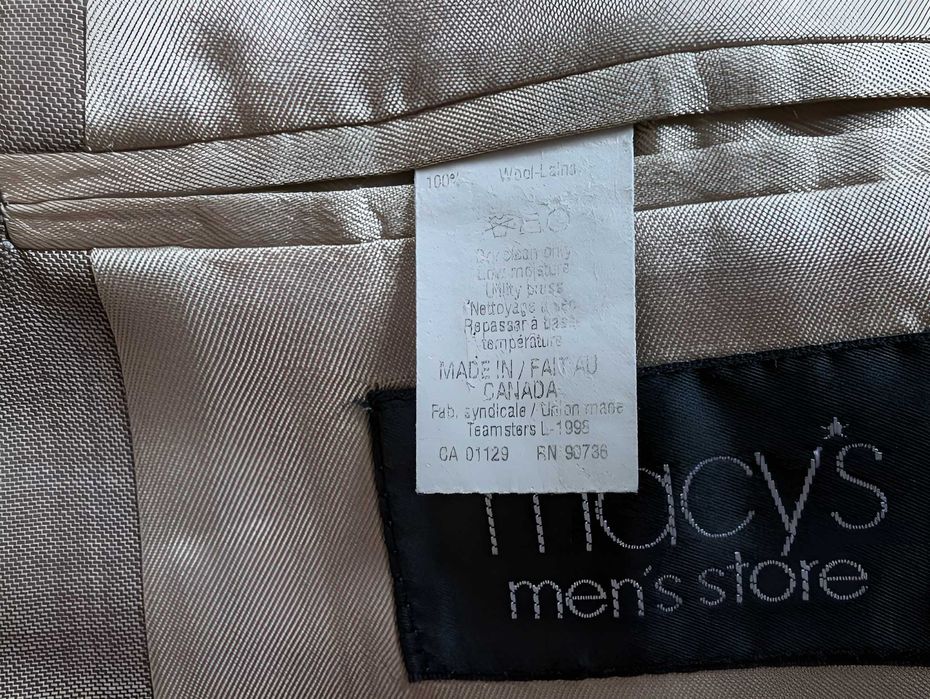 100% Wool-Laine
Dry clean only
Low moisture
Utility press
Nettoyage à sec
Repasser à basse
température
MADE IN / FAIT AU
CANADA
Fab. syndicale / Union made
Teamsters L-1998
CA 01129 RN 90736
macy's
men's store